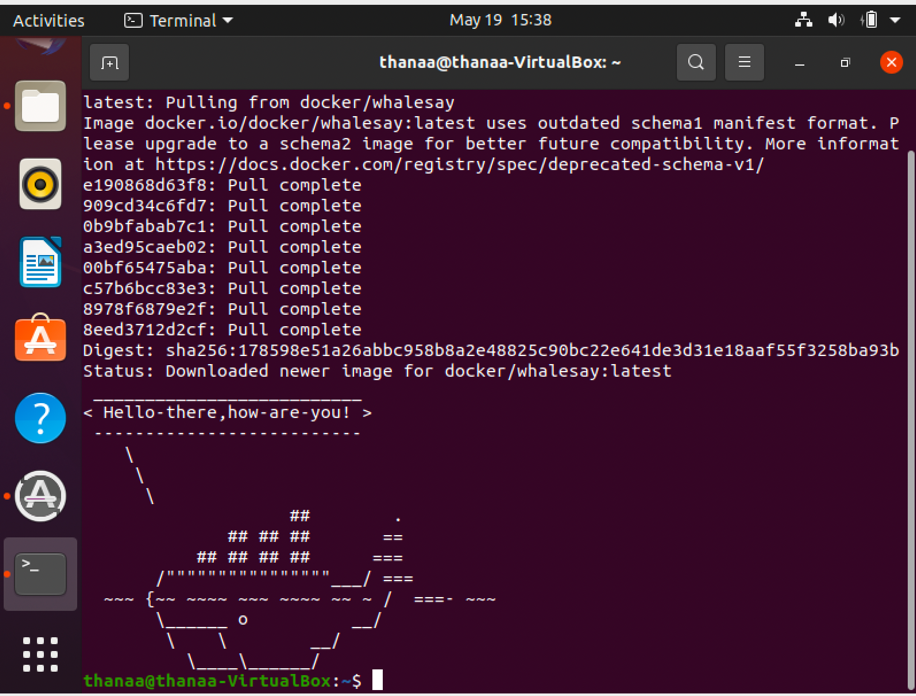 Activities
Terminal
May 19 15:38
thanaa@thanaa-VirtualBox: ~
latest: Pulling from docker/whalesay
Image docker.io/docker/whalesay:latest uses outdated schema1 manifest format. P
lease upgrade to a schema2 image for better future compatibility. More informat
ion at https://docs.docker.com/registry/spec/deprecated-schema-v1/
e190868d63f8: Pull complete
909cd34c6fd7: Pull complete
0b9bfabab7c1: Pull complete
a3ed95caeb02: Pull complete
00bf65475aba: Pull complete
c57b6bcc83e3: Pull complete
8978f6879e2f: Pull complete
8eed3712d2cf: Pull complete
Digest: sha256:178598e51a26abbc958b8a2e48825c90bc22e641de3d31e18aaf55f3258ba93b
Status: Downloaded newer image for docker/whalesay:latest
 __________________________
< Hello-there,how-are-you! >
 --------------------------
    \
     \
      \
                    ##        .
              ## ## ##       ==
           ## ## ## ##      ===
       /""""""""""""""""___/ ===
  ~~~ {~~ ~~~~ ~~~ ~~~~ ~~ ~ /  ===- ~~~
       \______ o          __/
        \    \        __/
          \____\______/
thanaa@thanaa-VirtualBox:~$